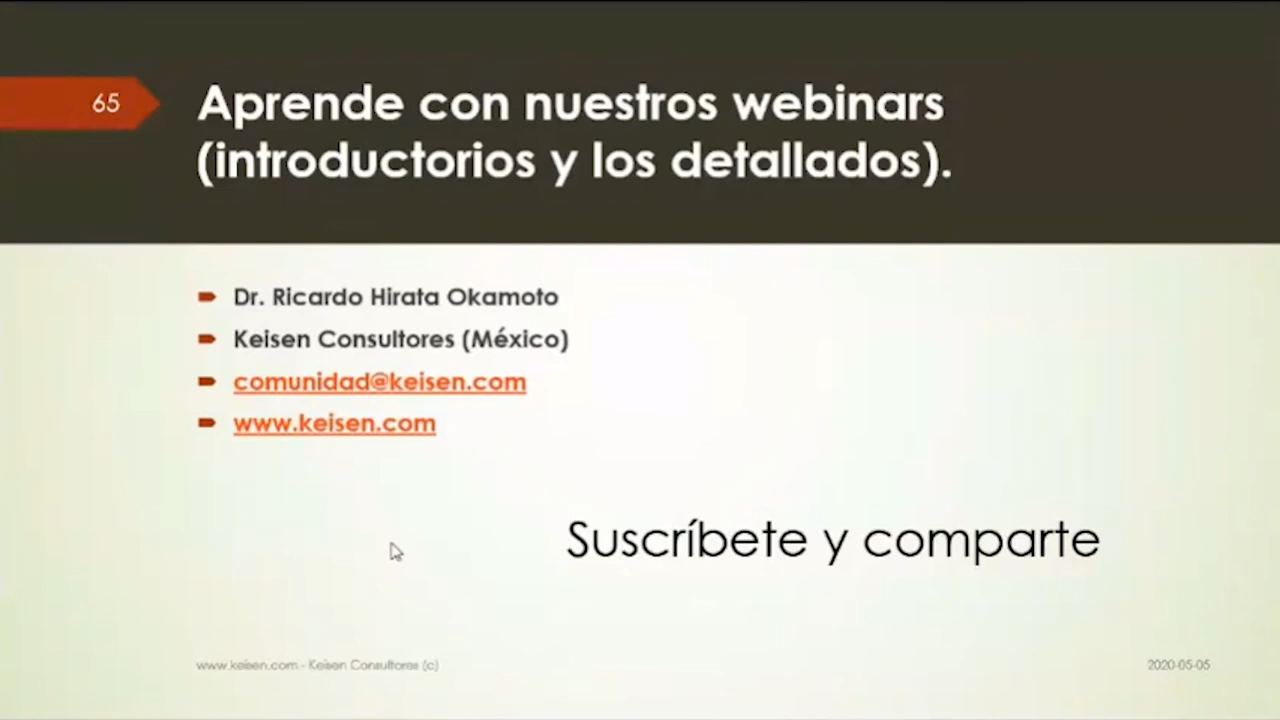 65
Aprende con nuestros webinars
(introductorios y los detallados).
Dr. Ricardo Hirata Okamoto
Keisen Consultores (México)
comunidad@keisen.com
www.keisen.com
Suscríbete y comparte
www.keisen.com - Keisen Consultores (c)
2020-05-05